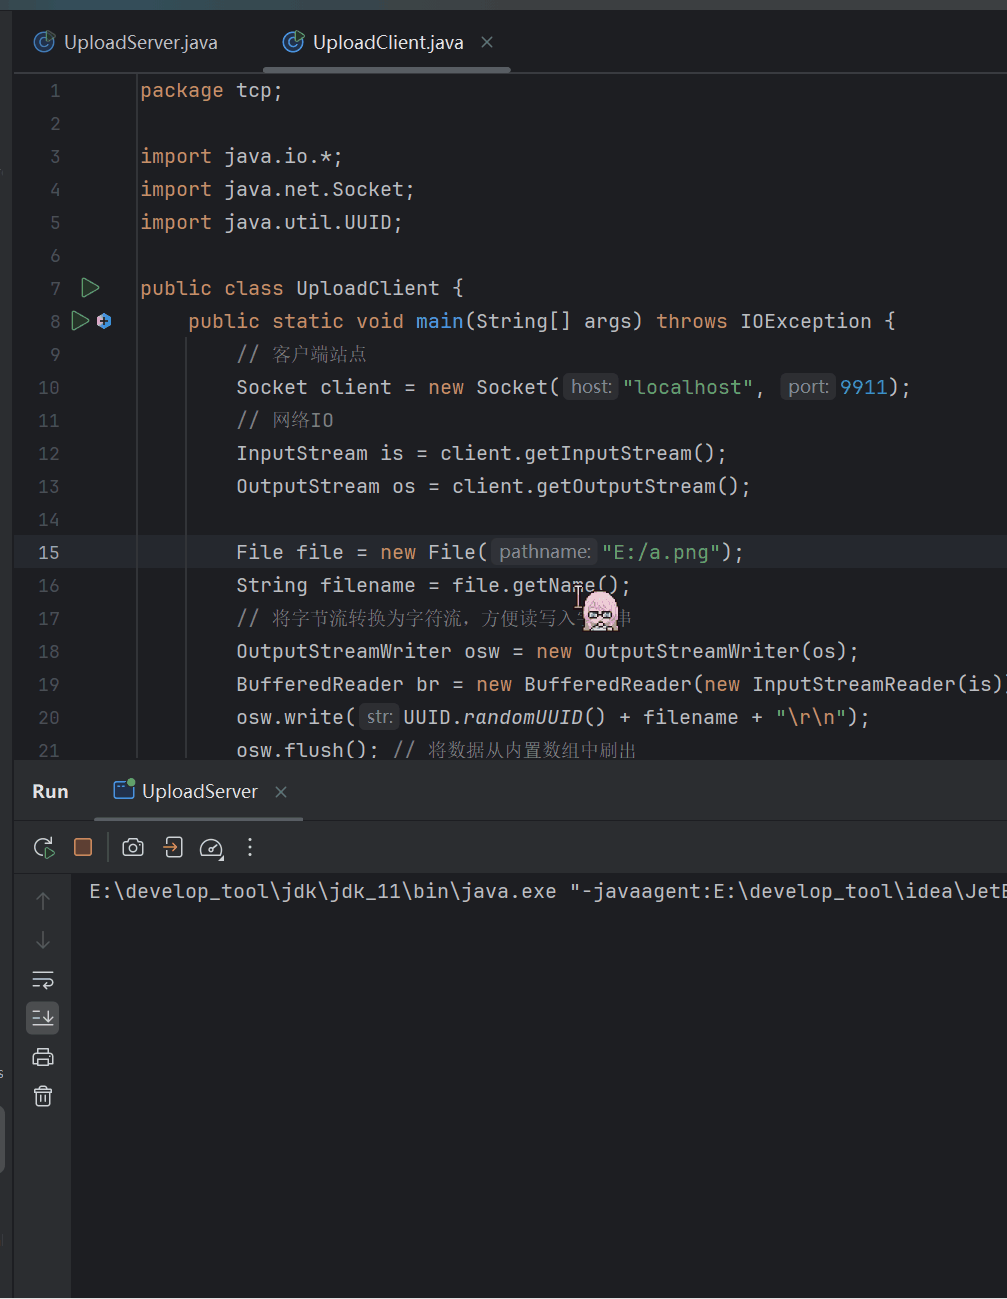 UploadServer.java
UploadClient.java
1 package tcp;
2
3 import java.io.*;
4 import java.net.Socket;
5 import java.util.UUID;
6
7 public class UploadClient {
8 public static void main(String[] args) throws IOException {
9 // 客户端站点
10 Socket client = new Socket( host: "localhost", port: 9911);
11 // 网络IO
12 InputStream is = client.getInputStream();
13 OutputStream os = client.getOutputStream();
14
15 File file = new File( pathname: "E:/a.png");
16 String filename = file.getName();
17 // 将字节流转换为字符流，方便读写入 串
18 OutputStreamWriter osw = new OutputStreamWriter(os);
19 BufferedReader br = new BufferedReader(new InputStreamReader(is))
20 osw.write( str: UUID.randomUUID() + filename + "\r\n");
21 osw.flush(); // 将数据从内置数组中刷出
Run
UploadServer
E:\develop_tool\jdk\jdk_11\bin\java.exe "-javaagent:E:\develop_tool\idea\JetB
s